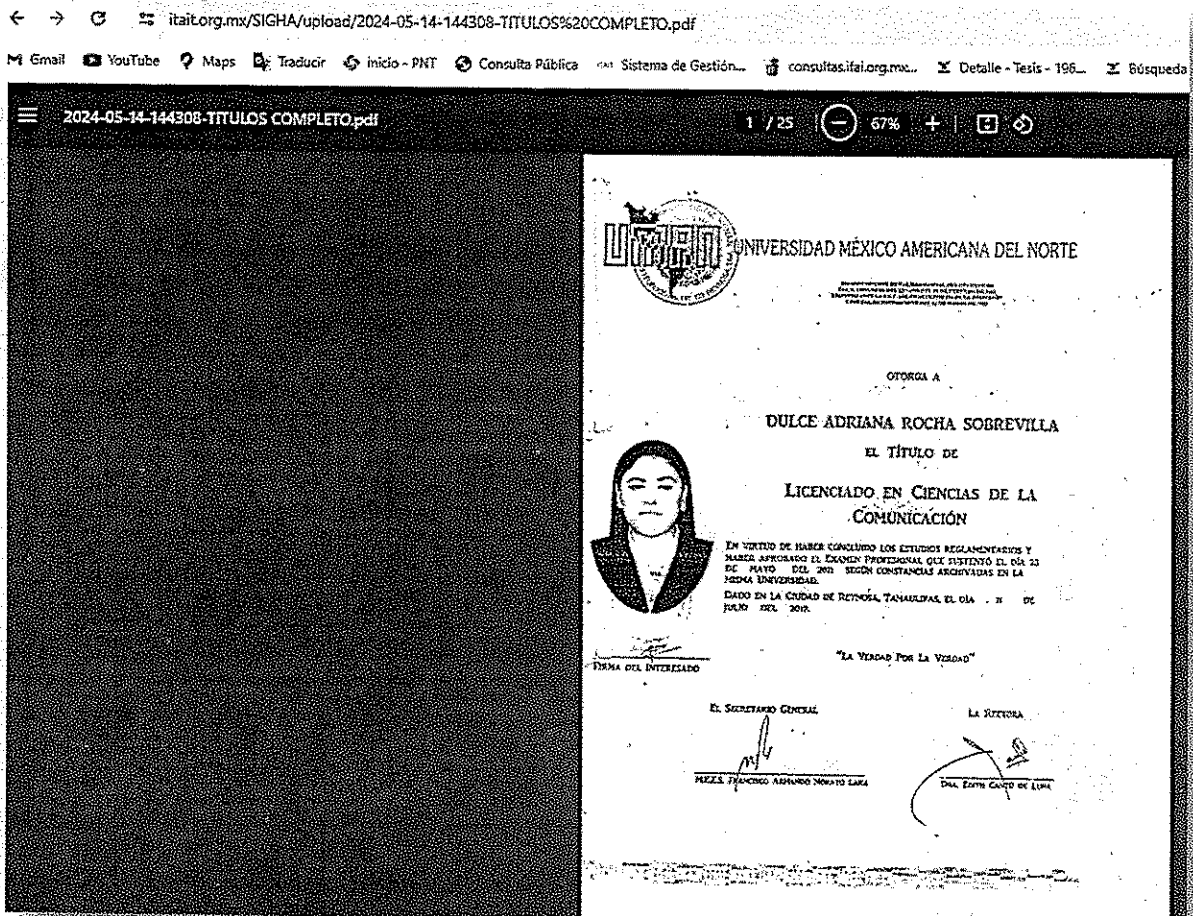 itait.org.mx/SIGHA/upload/2024-05-14-144308-TITULOS%20COMPLETO.pdf
Gmail YouTube Maps Traducir inicio - PNT Consulta Pública Sistema de Gestión... consultas.ifai.org.mx... Detalle - Tesis - 196... Búsqueda
2024-05-14-144308-TITULOS COMPLETO.pdf 1 / 25 67%
UMAN
UNIVERSIDAD MÉXICO AMERICANA DEL NORTE
OTORGA A
DULCE ADRIANA ROCHA SOBREVILLA
EL TÍTULO DE
LICENCIADO EN CIENCIAS DE LA
COMUNICACIÓN
EN VIRTUD DE HABER CONCLUIDO LOS ESTUDIOS REGLAMENTARIOS Y
HABER APROBADO EL EXAMEN PROFESIONAL QUE SUSTENTÓ EL DÍA 23
DE MAYO DEL 2011 SEGÚN CONSTANCIAS ARCHIVADAS EN LA
MISMA UNIVERSIDAD.
DADO EN LA CIUDAD DE REYNOSA, TAMAULIPAS, EL DÍA DE
JULIO DEL
FIRMA DEL INTERESADO
"LA VERDAD POR LA VERDAD"
EL SECRETARIO GENERAL
LA RECTORA
FRANCISCO ARMANDO NORATO LARA
DRA. EDITH CANTÚ DE LUNA